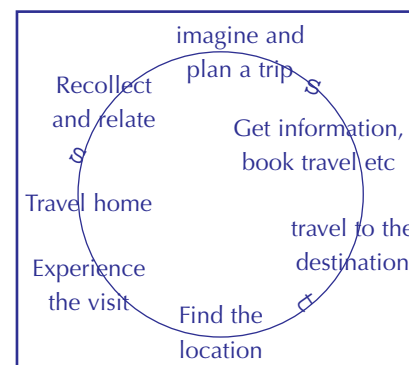 imagine and
plan a trip
Get information,
book travel etc
travel to the
destination
Find the
location
Experience
the visit
Travel home
Recollect
and relate